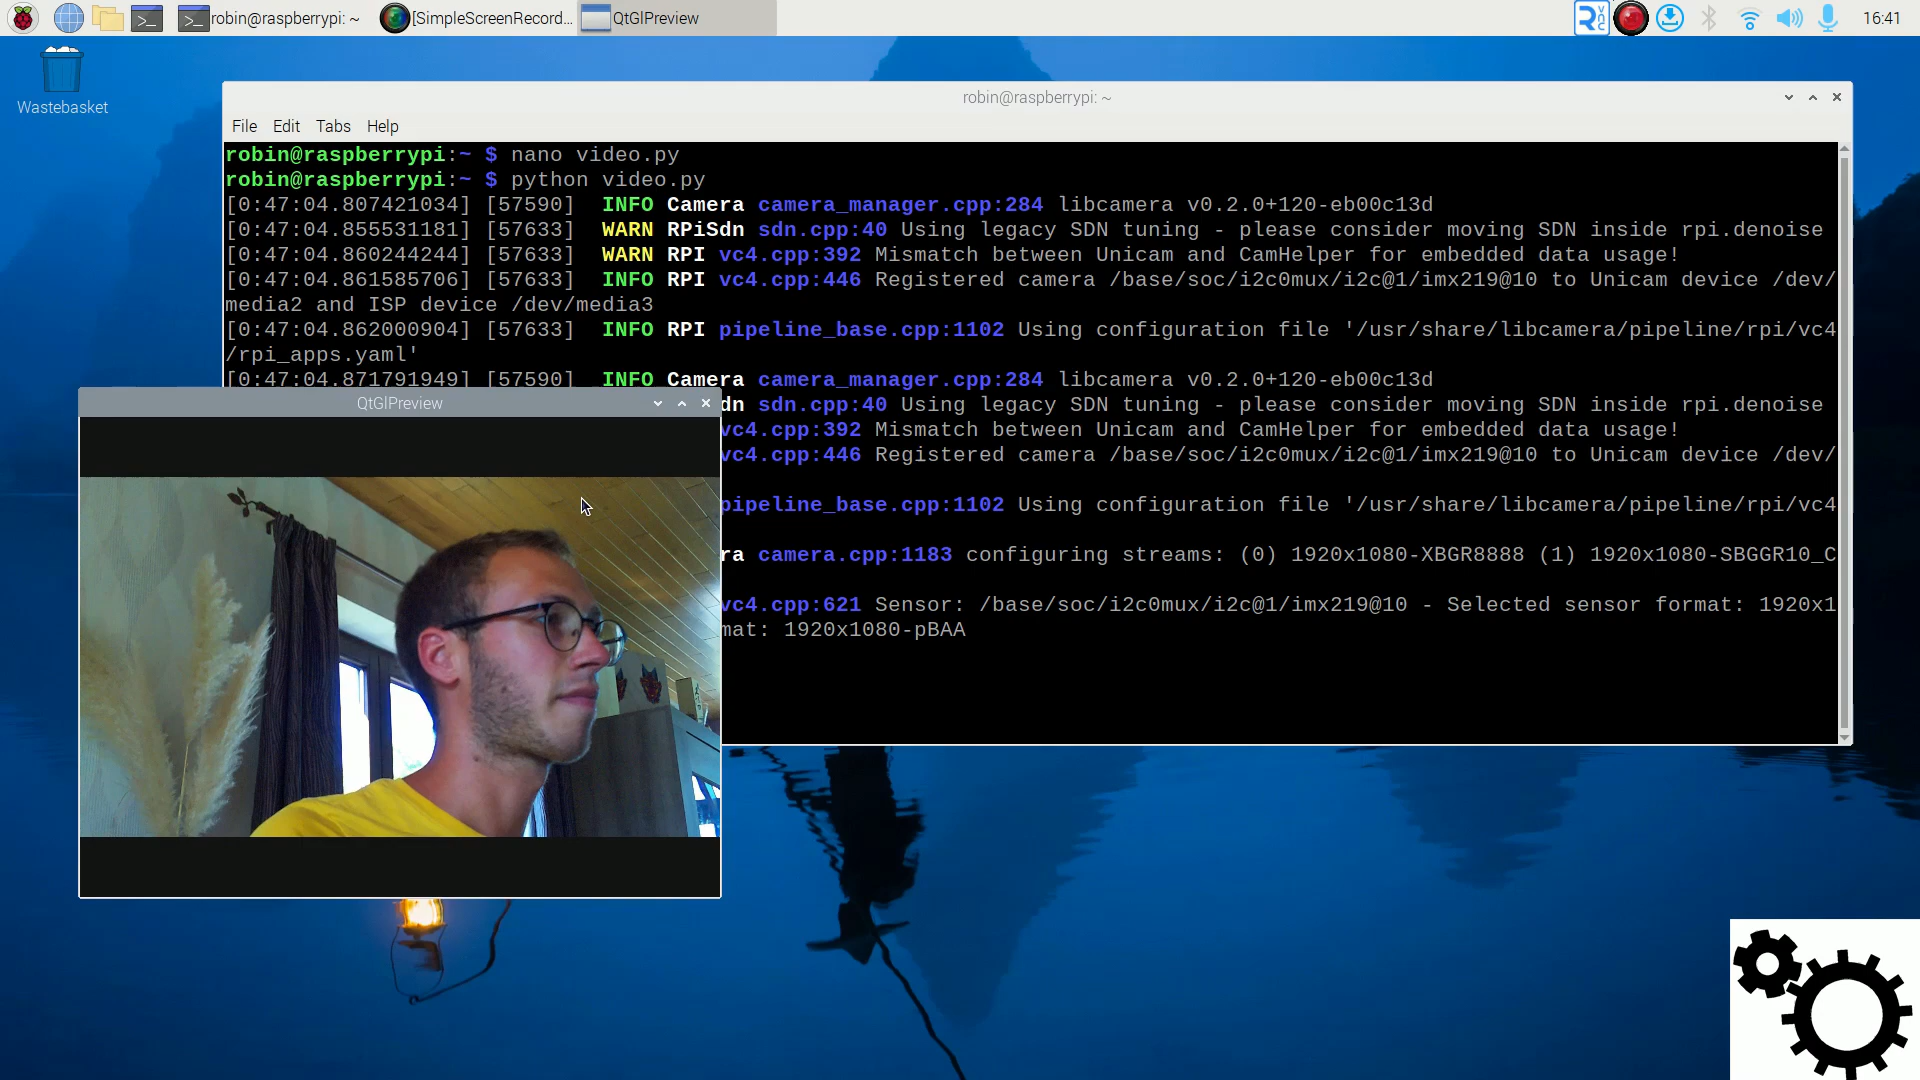 robin@raspberrypi: ~
[SimpleScreenRecord...
QtGlPreview
16:41
Wastebasket
robin@raspberrypi: ~
File Edit Tabs Help
robin@raspberrypi:~ $ nano video.py
robin@raspberrypi:~ $ python video.py
[0:47:04.807421034] [57590] INFO Camera camera_manager.cpp:284 libcamera v0.2.0+120-eb00c13d
[0:47:04.855531181] [57633] WARN RPiSdn sdn.cpp:40 Using legacy SDN tuning - please consider moving SDN inside rpi.denoise
[0:47:04.860244244] [57633] WARN RPI vc4.cpp:392 Mismatch between Unicam and CamHelper for embedded data usage!
[0:47:04.861585706] [57633] INFO RPI vc4.cpp:446 Registered camera /base/soc/i2c0mux/i2c@1/imx219@10 to Unicam device /dev/
media2 and ISP device /dev/media3
[0:47:04.862000904] [57633] INFO RPI pipeline_base.cpp:1102 Using configuration file '/usr/share/libcamera/pipeline/rpi/vc4
/rpi_apps.yaml'
[0:47:04.871791949] [57590] INFO Camera camera_manager.cpp:284 libcamera v0.2.0+120-eb00c13d
dn sdn.cpp:40 Using legacy SDN tuning - please consider moving SDN inside rpi.denoise
vc4.cpp:392 Mismatch between Unicam and CamHelper for embedded data usage!
vc4.cpp:446 Registered camera /base/soc/i2c0mux/i2c@1/imx219@10 to Unicam device /dev/
pipeline_base.cpp:1102 Using configuration file '/usr/share/libcamera/pipeline/rpi/vc4
ra camera.cpp:1183 configuring streams: (0) 1920x1080-XBGR8888 (1) 1920x1080-SBGGR10_C
vc4.cpp:621 Sensor: /base/soc/i2c0mux/i2c@1/imx219@10 - Selected sensor format: 1920x1
mat: 1920x1080-pBAA
QtGlPreview